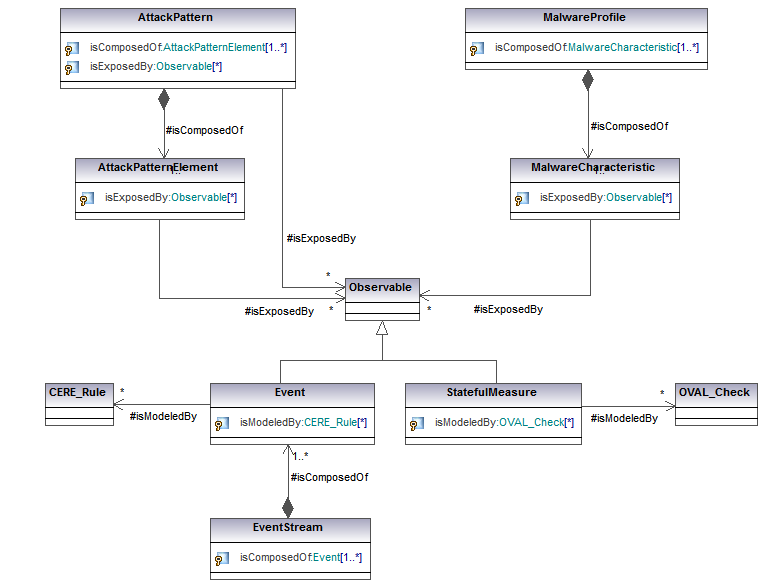 AttackPattern
isComposedOf:AttackPatternElement[1..*]
isExposedBy:Observable[*]
MalwareProfile
isComposedOf:MalwareCharacteristic[1..*]
#isComposedOf
#isComposedOf
AttackPatternElement
isExposedBy:Observable[*]
MalwareCharacteristic
isExposedBy:Observable[*]
#isExposedBy
*
Observable
#isExposedBy
*
*
#isExposedBy
CERE_Rule
*
#isModeledBy
Event
isModeledBy:CERE_Rule[*]
StatefulMeasure
isModeledBy:OVAL_Check[*]
*
#isModeledBy
OVAL_Check
1..*
#isComposedOf
EventStream
isComposedOf:Event[1..*]